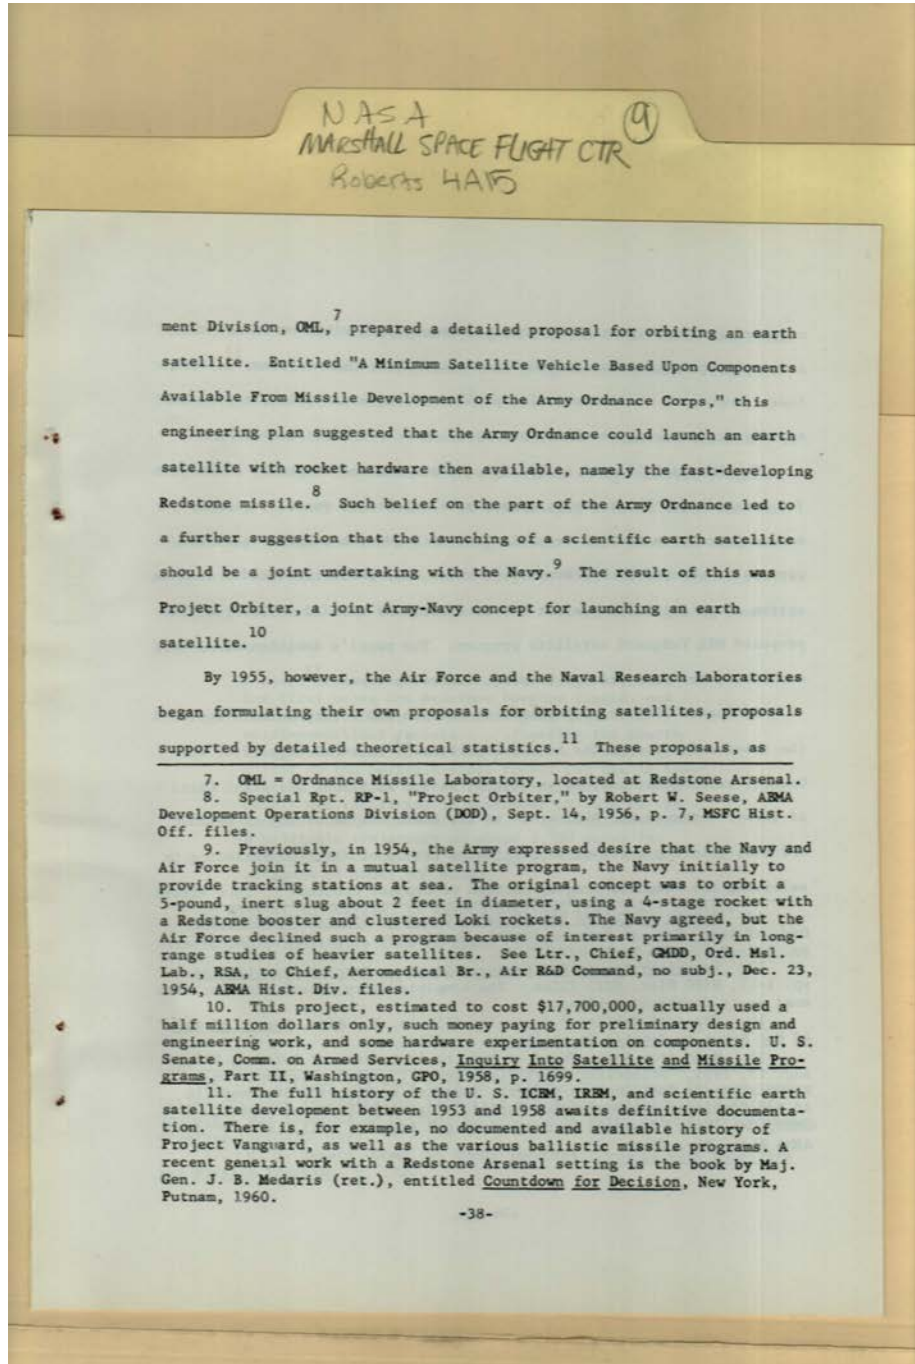 NASA
9
MARSHALL SPACE FLIGHT CTR
Roberts 4A15
ment Division, OML,7 prepared a detailed proposal for orbiting an earth
satellite. Entitled "A Minimum Satellite Vehicle Based Upon Components
Available From Missile Development of the Army Ordnance Corps," this
engineering plan suggested that the Army Ordnance could launch an earth
satellite with rocket hardware then available, namely the fast-developing
Redstone missile.8 Such belief on the part of the Army Ordnance led to
a further suggestion that the launching of a scientific earth satellite
should be a joint undertaking with the Navy.9 The result of this was
Project Orbiter, a joint Army-Navy concept for launching an earth
satellite.10
By 1955, however, the Air Force and the Naval Research Laboratories
began formulating their own proposals for orbiting satellites, proposals
supported by detailed theoretical statistics.11 These proposals, as
7. OML = Ordnance Missile Laboratory, located at Redstone Arsenal.
8. Special Rpt. RP-1, "Project Orbiter," by Robert W. Seese, ABMA
Development Operations Division (DOD), Sept. 14, 1956, p. 7, MSFC Hist.
Off. files.
9. Previously, in 1954, the Army expressed desire that the Navy and
Air Force join it in a mutual satellite program, the Navy initially to
provide tracking stations at sea. The original concept was to orbit a
5-pound, inert slug about 2 feet in diameter, using a 4-stage rocket with
a Redstone booster and clustered Loki rockets. The Navy agreed, but the
Air Force declined such a program because of interest primarily in long-
range studies of heavier satellites. See Ltr., Chief, GMDD, Ord. Msl.
Lab., RSA, to Chief, Aeromedical Br., Air R&D Command, no subj., Dec. 23,
1954, ABMA Hist. Div. files.
10. This project, estimated to cost $17,700,000, actually used a
half million dollars only, such money paying for preliminary design and
engineering work, and some hardware experimentation on components. U. S.
Senate, Comm. on Armed Services, Inquiry Into Satellite and Missile Pro-
grams, Part II, Washington, GPO, 1958, p. 1699.
11. The full history of the U. S. ICBM, IRBM, and scientific earth
satellite development between 1953 and 1958 awaits definitive documenta-
tion. There is, for example, no documented and available history of
Project Vanguard, as well as the various ballistic missile programs. A
recent general work with a Redstone Arsenal setting is the book by Maj.
Gen. J. B. Medaris (ret.), entitled Countdown for Decision, New York,
Putnam, 1960.
-38-